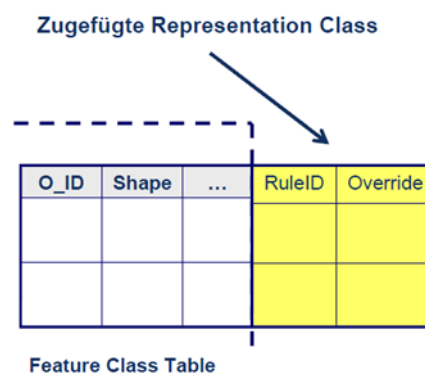 Zugefügte Representation Class
O_ID Shape ... RuleID Override
Feature Class Table